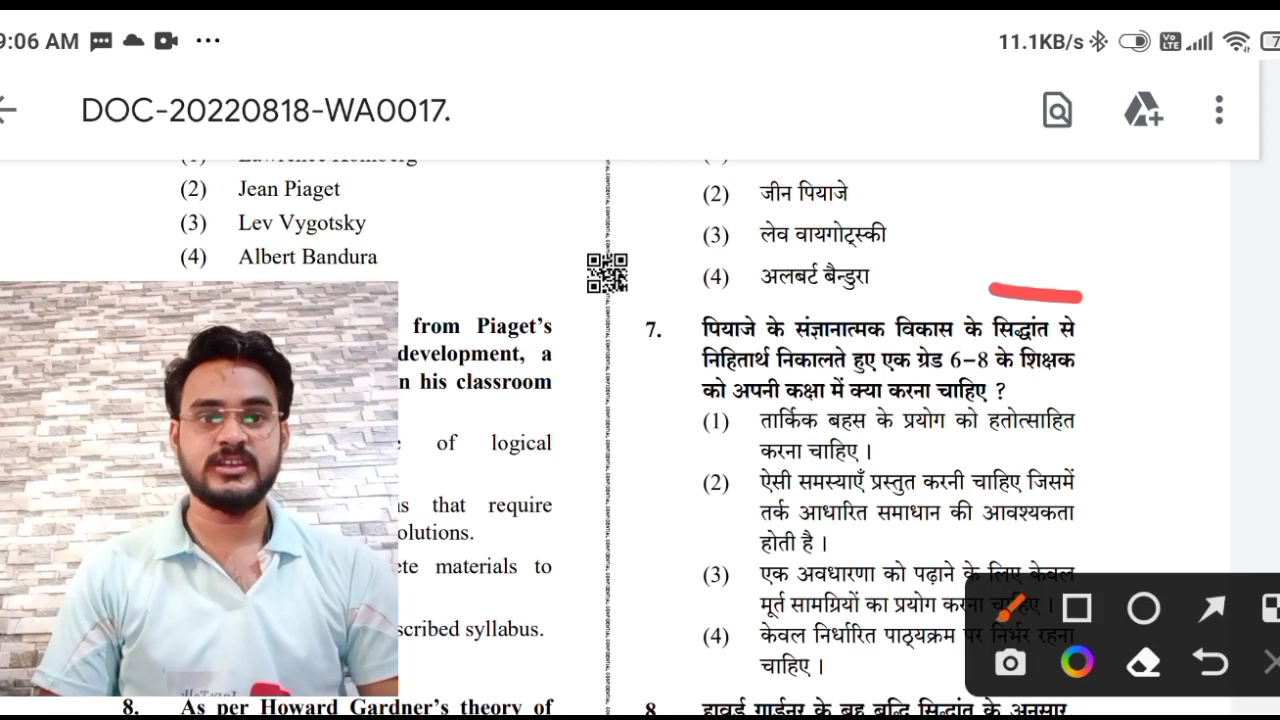 9:06 AM
11.1KB/s
DOC-20220818-WA0017.
(2) Jean Piaget
(3) Lev Vygotsky
(4) Albert Bandura
from Piaget's
development, a
his classroom
of logical
that require
ete materials to
scribed syllabus.
8. As per Howard Gardner's theory of
(2) जीन पियाजे
(3) लेव वायगोट्स्की
(4) अलबर्ट बैन्डुरा
7. पियाजे के संज्ञानात्मक विकास के सिद्धांत से
निहितार्थ निकालते हुए एक ग्रेड 6–8 के शिक्षक
को अपनी कक्षा में क्या करना चाहिए ?
(1) तार्किक बहस के प्रयोग को हतोत्साहित
करना चाहिए ।
(2) ऐसी समस्याएँ प्रस्तुत करनी चाहिए जिसमें
तर्क आधारित समाधान की आवश्यकता
होती है ।
(3) एक अवधारणा को पढ़ाने के लिए केवल
मूर्त सामग्रियों का प्रयोग करना चाहिए ।
(4) केवल निर्धारित पाठ्यक्रम पर निर्भर रहना
चाहिए ।
8. हावर्ड गार्डनर के बहु बुद्धि सिद्धांत के अनुसार,